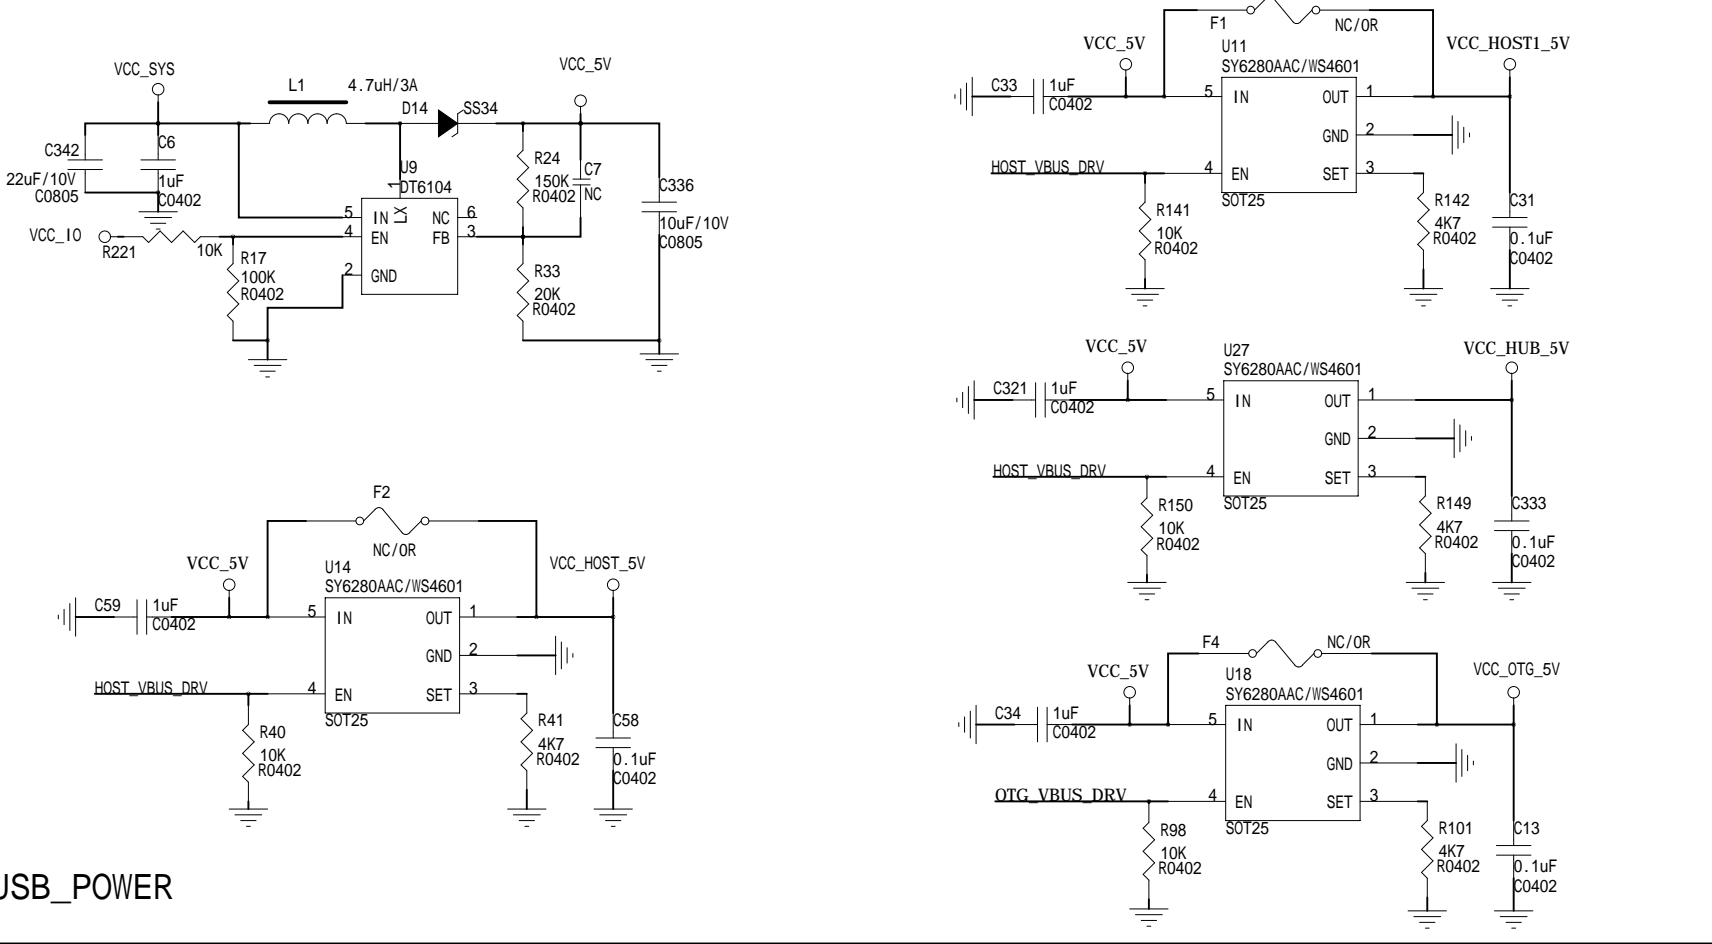 VCC_SYS
L1
4.7uH/3A
VCC_5V
D14
SS34
C342
22uF/10V
C0805
C6
1uF
C0402
U9
DT6104
1
LX
5
IN
NC
6
4
EN
FB
3
2
GND
R24
150K
R0402
C7
NC
C336
10uF/10V
C0805
VCC_IO
R221
10K
R17
100K
R0402
R33
20K
R0402
F2
NC/0R
VCC_5V
U14
SY6280AAC/WS4601
VCC_HOST_5V
C59
1uF
C0402
5
IN
OUT
1
GND
2
HOST_VBUS_DRV
4
EN
SET
3
SOT25
R40
10K
R0402
R41
4K7
R0402
C58
0.1uF
C0402
F1
NC/0R
VCC_5V
U11
SY6280AAC/WS4601
VCC_HOST1_5V
C33
1uF
C0402
5
IN
OUT
1
GND
2
HOST_VBUS_DRV
4
EN
SET
3
SOT25
R141
10K
R0402
R142
4K7
R0402
C31
0.1uF
C0402
VCC_5V
U27
SY6280AAC/WS4601
VCC_HUB_5V
C321
1uF
C0402
5
IN
OUT
1
GND
2
HOST_VBUS_DRV
4
EN
SET
3
SOT25
R150
10K
R0402
R149
4K7
R0402
C333
0.1uF
C0402
F4
NC/0R
VCC_5V
U18
SY6280AAC/WS4601
VCC_OTG_5V
C34
1uF
C0402
5
IN
OUT
1
GND
2
OTG_VBUS_DRV
4
EN
SET
3
SOT25
R98
10K
R0402
R101
4K7
R0402
C13
0.1uF
C0402
USB_POWER